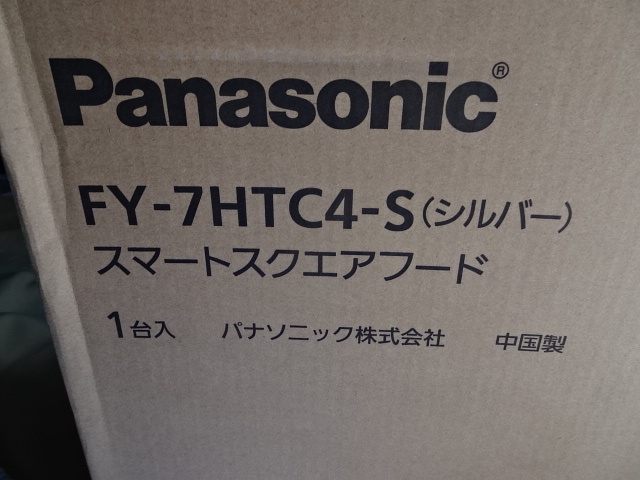 Panasonic®
FY-7HTC4-S(シルバー)
スマートスクエアフード
1台入 パナソニック株式会社 中国製